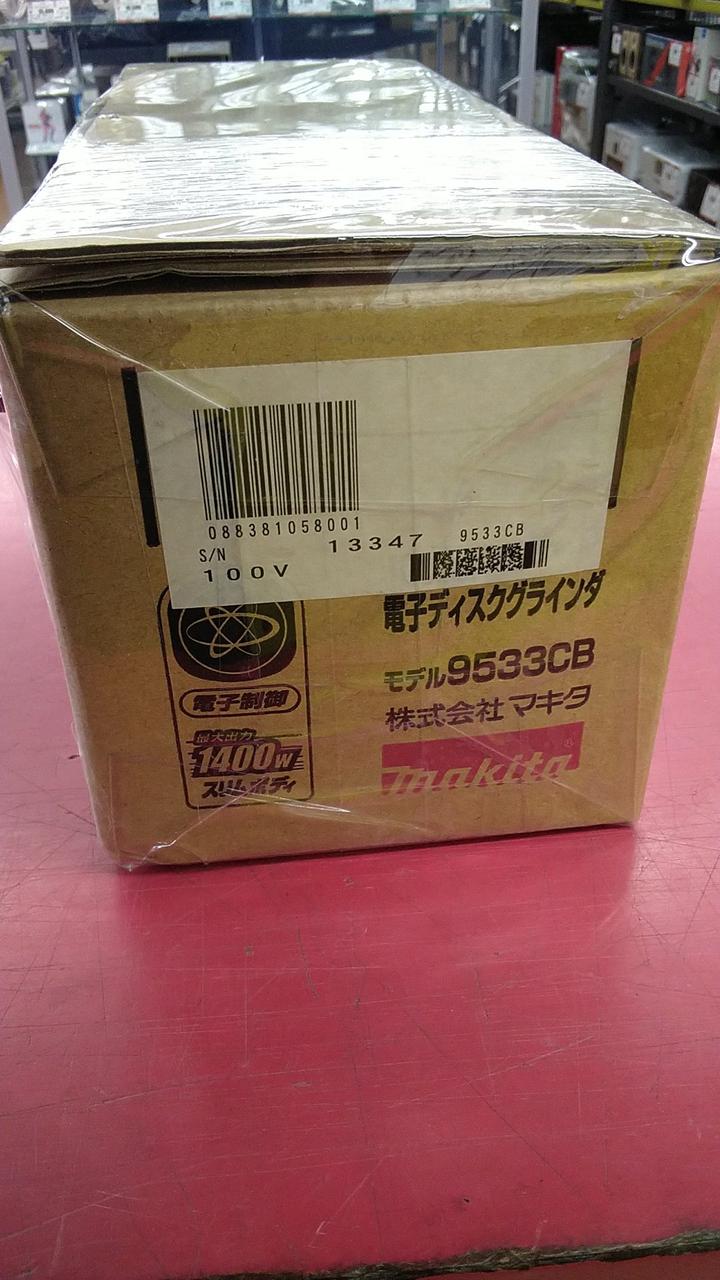 088381058001
S/N 13347 9533CB
100V
電子ディスクグラインダ
モデル9533CB
株式会社 マキタ
makita®
電子制御
最大出力
1400W
スリムボディ